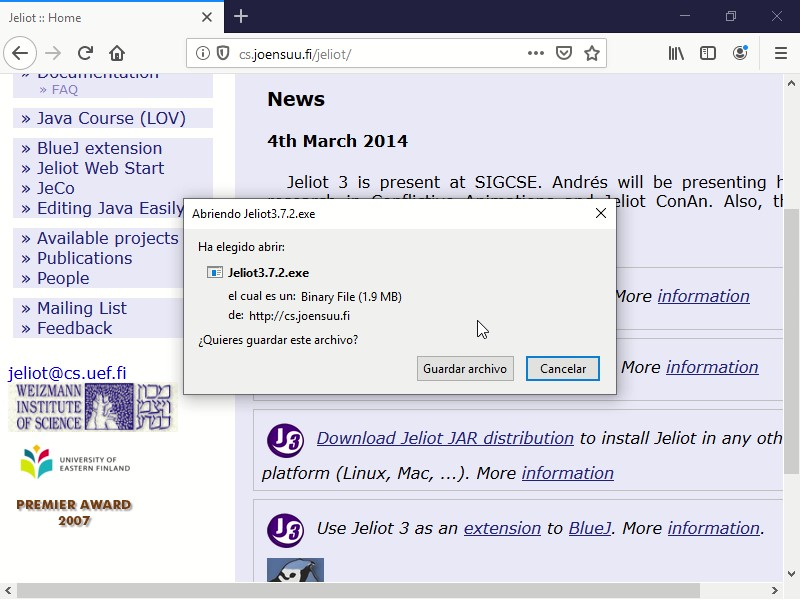 Jeliot :: Home
cs.joensuu.fi/jeliot/
» Documentation
» FAQ
» Java Course (LOV)
» BlueJ extension
» Jeliot Web Start
» JeCo
» Editing Java Easily
» Available projects
» Publications
» People
» Mailing List
» Feedback
jeliot@cs.uef.fi
WEIZMANN
INSTITUTE
OF SCIENCE
מכון
ויצמן
למדע
UNIVERSITY OF
EASTERN FINLAND
PREMIER AWARD
2007
News
4th March 2014
Jeliot 3 is present at SIGCSE. Andrés will be presenting
research in Conflictive Animations and Jeliot ConAn. Also,
More information
More information
J3 Download Jeliot JAR distribution to install Jeliot in any
platform (Linux, Mac, ...). More information
J3 Use Jeliot 3 as an extension to BlueJ. More information.
Abriendo Jeliot3.7.2.exe
Ha elegido abrir:
Jeliot3.7.2.exe
el cual es un: Binary File (1.9 MB)
de: http://cs.joensuu.fi
¿Quieres guardar este archivo?
Guardar archivo
Cancelar